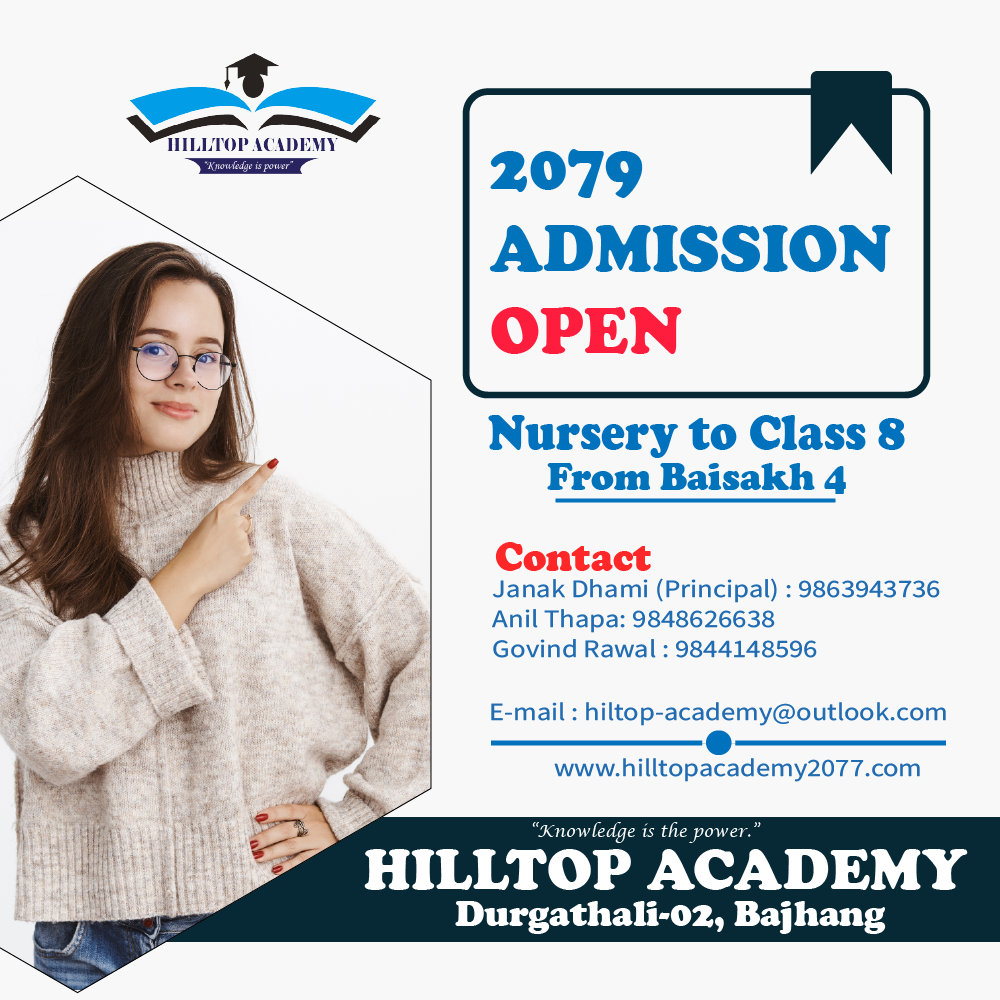 HILLTOP ACADEMY
“Knowledge is power”
2079
ADMISSION
OPEN
Nursery to Class 8
From Baisakh 4
Contact
Janak Dhami (Principal) : 9863943736
Anil Thapa: 9848626638
Govind Rawal : 9844148596
E-mail : hiltop-academy@outlook.com
www.hilltopacademy2077.com
“Knowledge is the power.”
HILLTOP ACADEMY
Durgathali-02, Bajhang